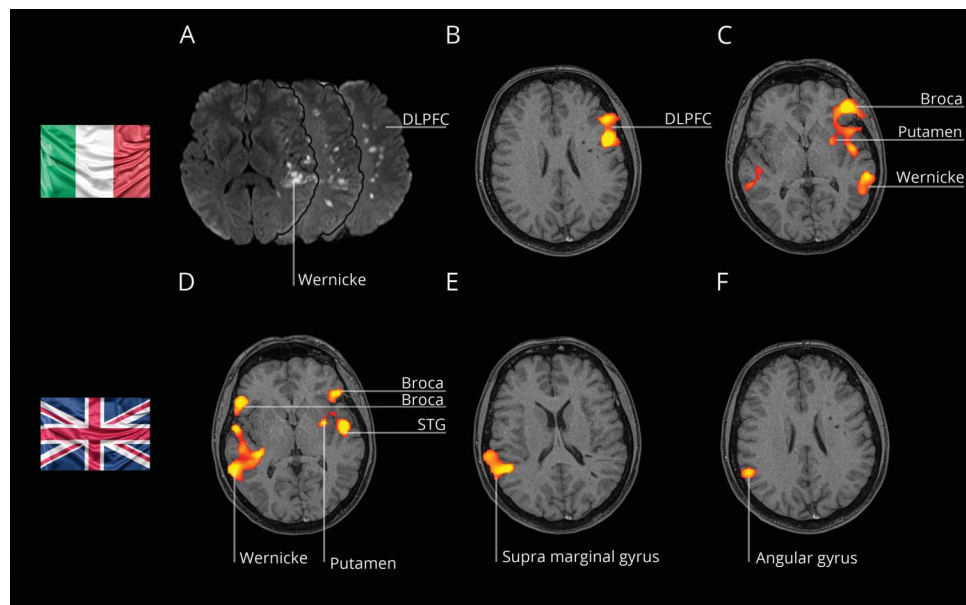 A
B
C
DLPFC
DLPFC
Broca
Putamen
Wernicke
Wernicke
D
E
F
Broca
Broca
STG
Wernicke
Putamen
Supra marginal gyrus
Angular gyrus